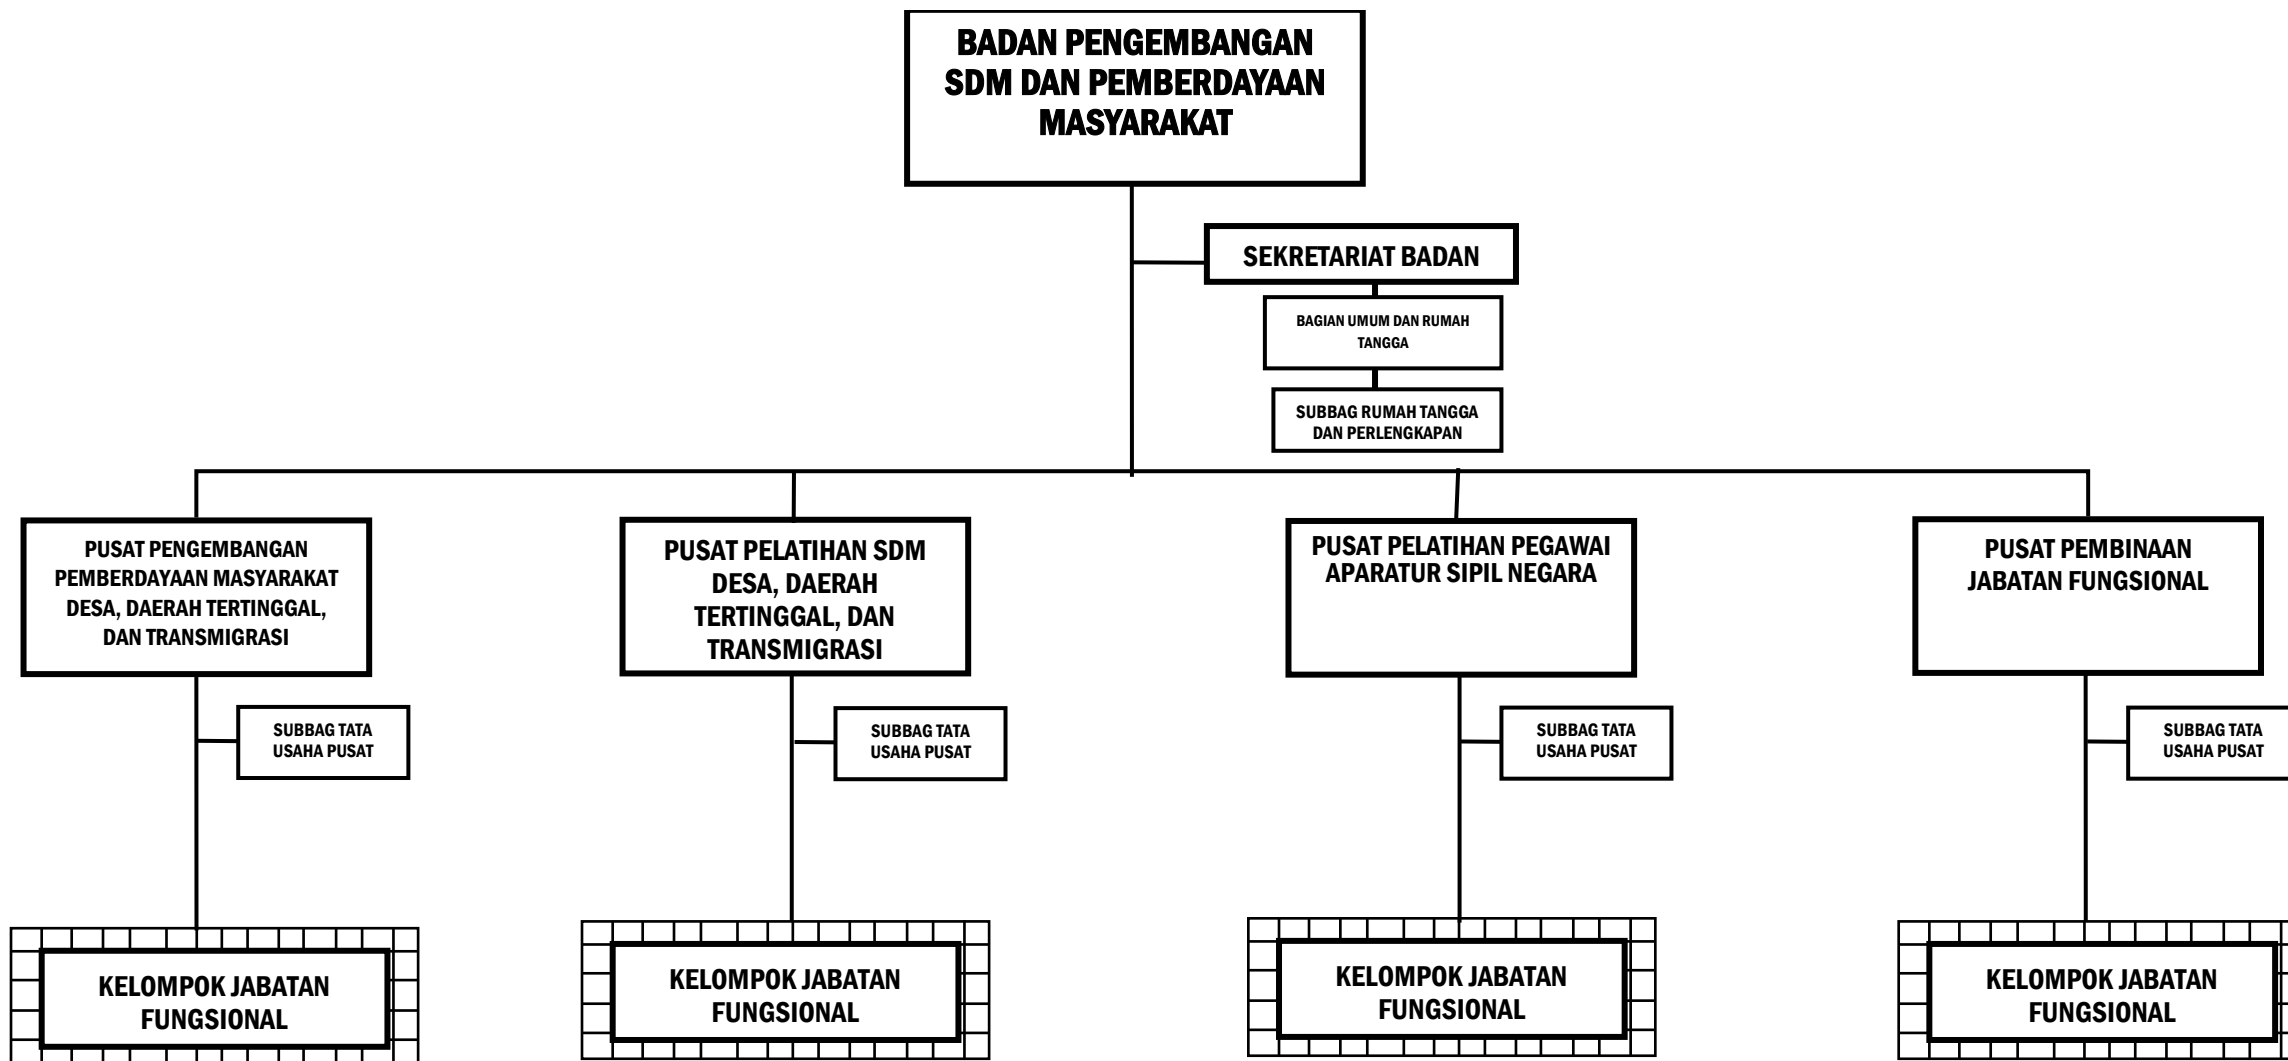 BADAN PENGEMBANGAN
SDM DAN PEMBERDAYAAN
MASYARAKAT
SEKRETARIAT BADAN
BAGIAN UMUM DAN RUMAH
TANGGA
SUBBAG RUMAH TANGGA
DAN PERLENGKAPAN
PUSAT PENGEMBANGAN
PEMBERDAYAAN MASYARAKAT
DESA, DAERAH TERTINGGAL,
DAN TRANSMIGRASI
PUSAT PELATIHAN SDM
DESA, DAERAH
TERTINGGAL, DAN
TRANSMIGRASI
PUSAT PELATIHAN PEGAWAI
APARATUR SIPIL NEGARA
PUSAT PEMBINAAN
JABATAN FUNGSIONAL
SUBBAG TATA
USAHA PUSAT
SUBBAG TATA
USAHA PUSAT
SUBBAG TATA
USAHA PUSAT
SUBBAG TATA
USAHA PUSAT
KELOMPOK JABATAN
FUNGSIONAL
KELOMPOK JABATAN
FUNGSIONAL
KELOMPOK JABATAN
FUNGSIONAL
KELOMPOK JABATAN
FUNGSIONAL